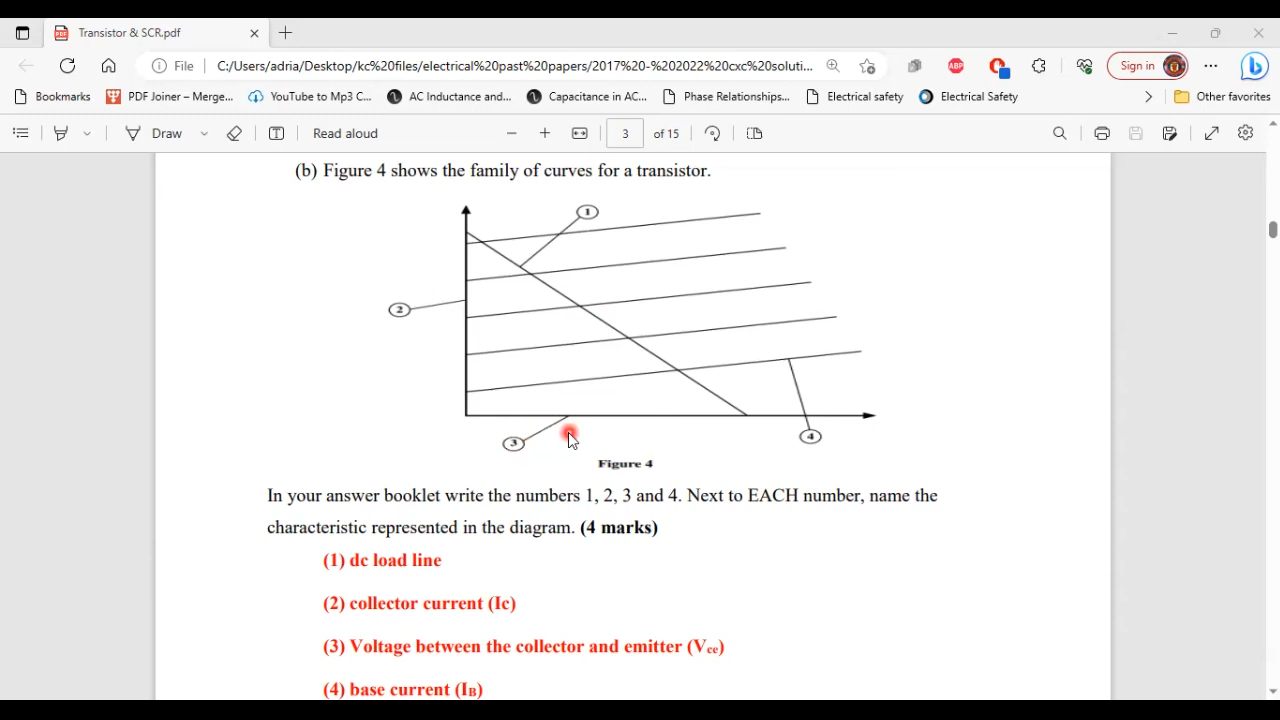 Transistor & SCR.pdf
File C:/Users/adria/Desktop/kc%20files/electrical%20past%20papers/2017%20-%202022%20cxc%20soluti... Sign in
Bookmarks PDF Joiner – Merge... YouTube to Mp3 C... AC Inductance and... Capacitance in AC... Phase Relationships... Electrical safety Electrical Safety Other favorites
Draw Read aloud 3 of 15
(b) Figure 4 shows the family of curves for a transistor.
1
2
3
4
Figure 4
In your answer booklet write the numbers 1, 2, 3 and 4. Next to EACH number, name the
characteristic represented in the diagram. (4 marks)
(1) dc load line
(2) collector current (Ic)
(3) Voltage between the collector and emitter (Vce)
(4) base current (IB)